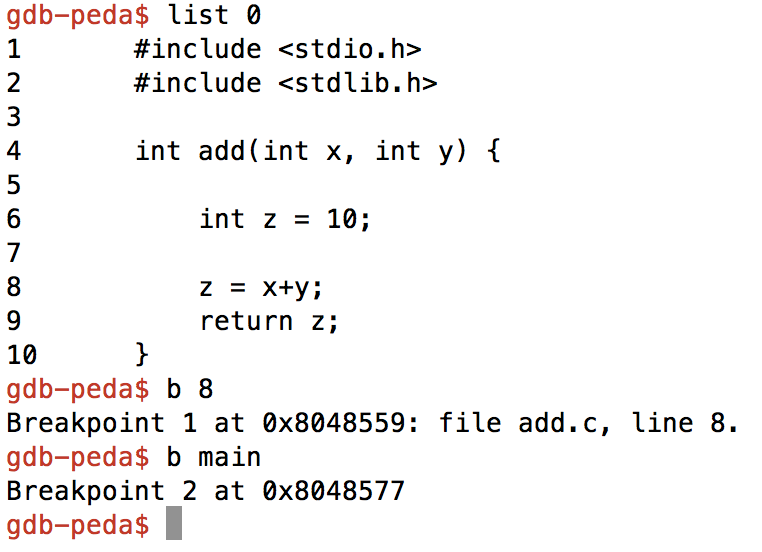 gdb-peda$ list 0
1       #include <stdio.h>
2       #include <stdlib.h>
3
4       int add(int x, int y) {
5
6           int z = 10;
7
8           z = x+y;
9           return z;
10      }
gdb-peda$ b 8
Breakpoint 1 at 0x8048559: file add.c, line 8.
gdb-peda$ b main
Breakpoint 2 at 0x8048577
gdb-peda$